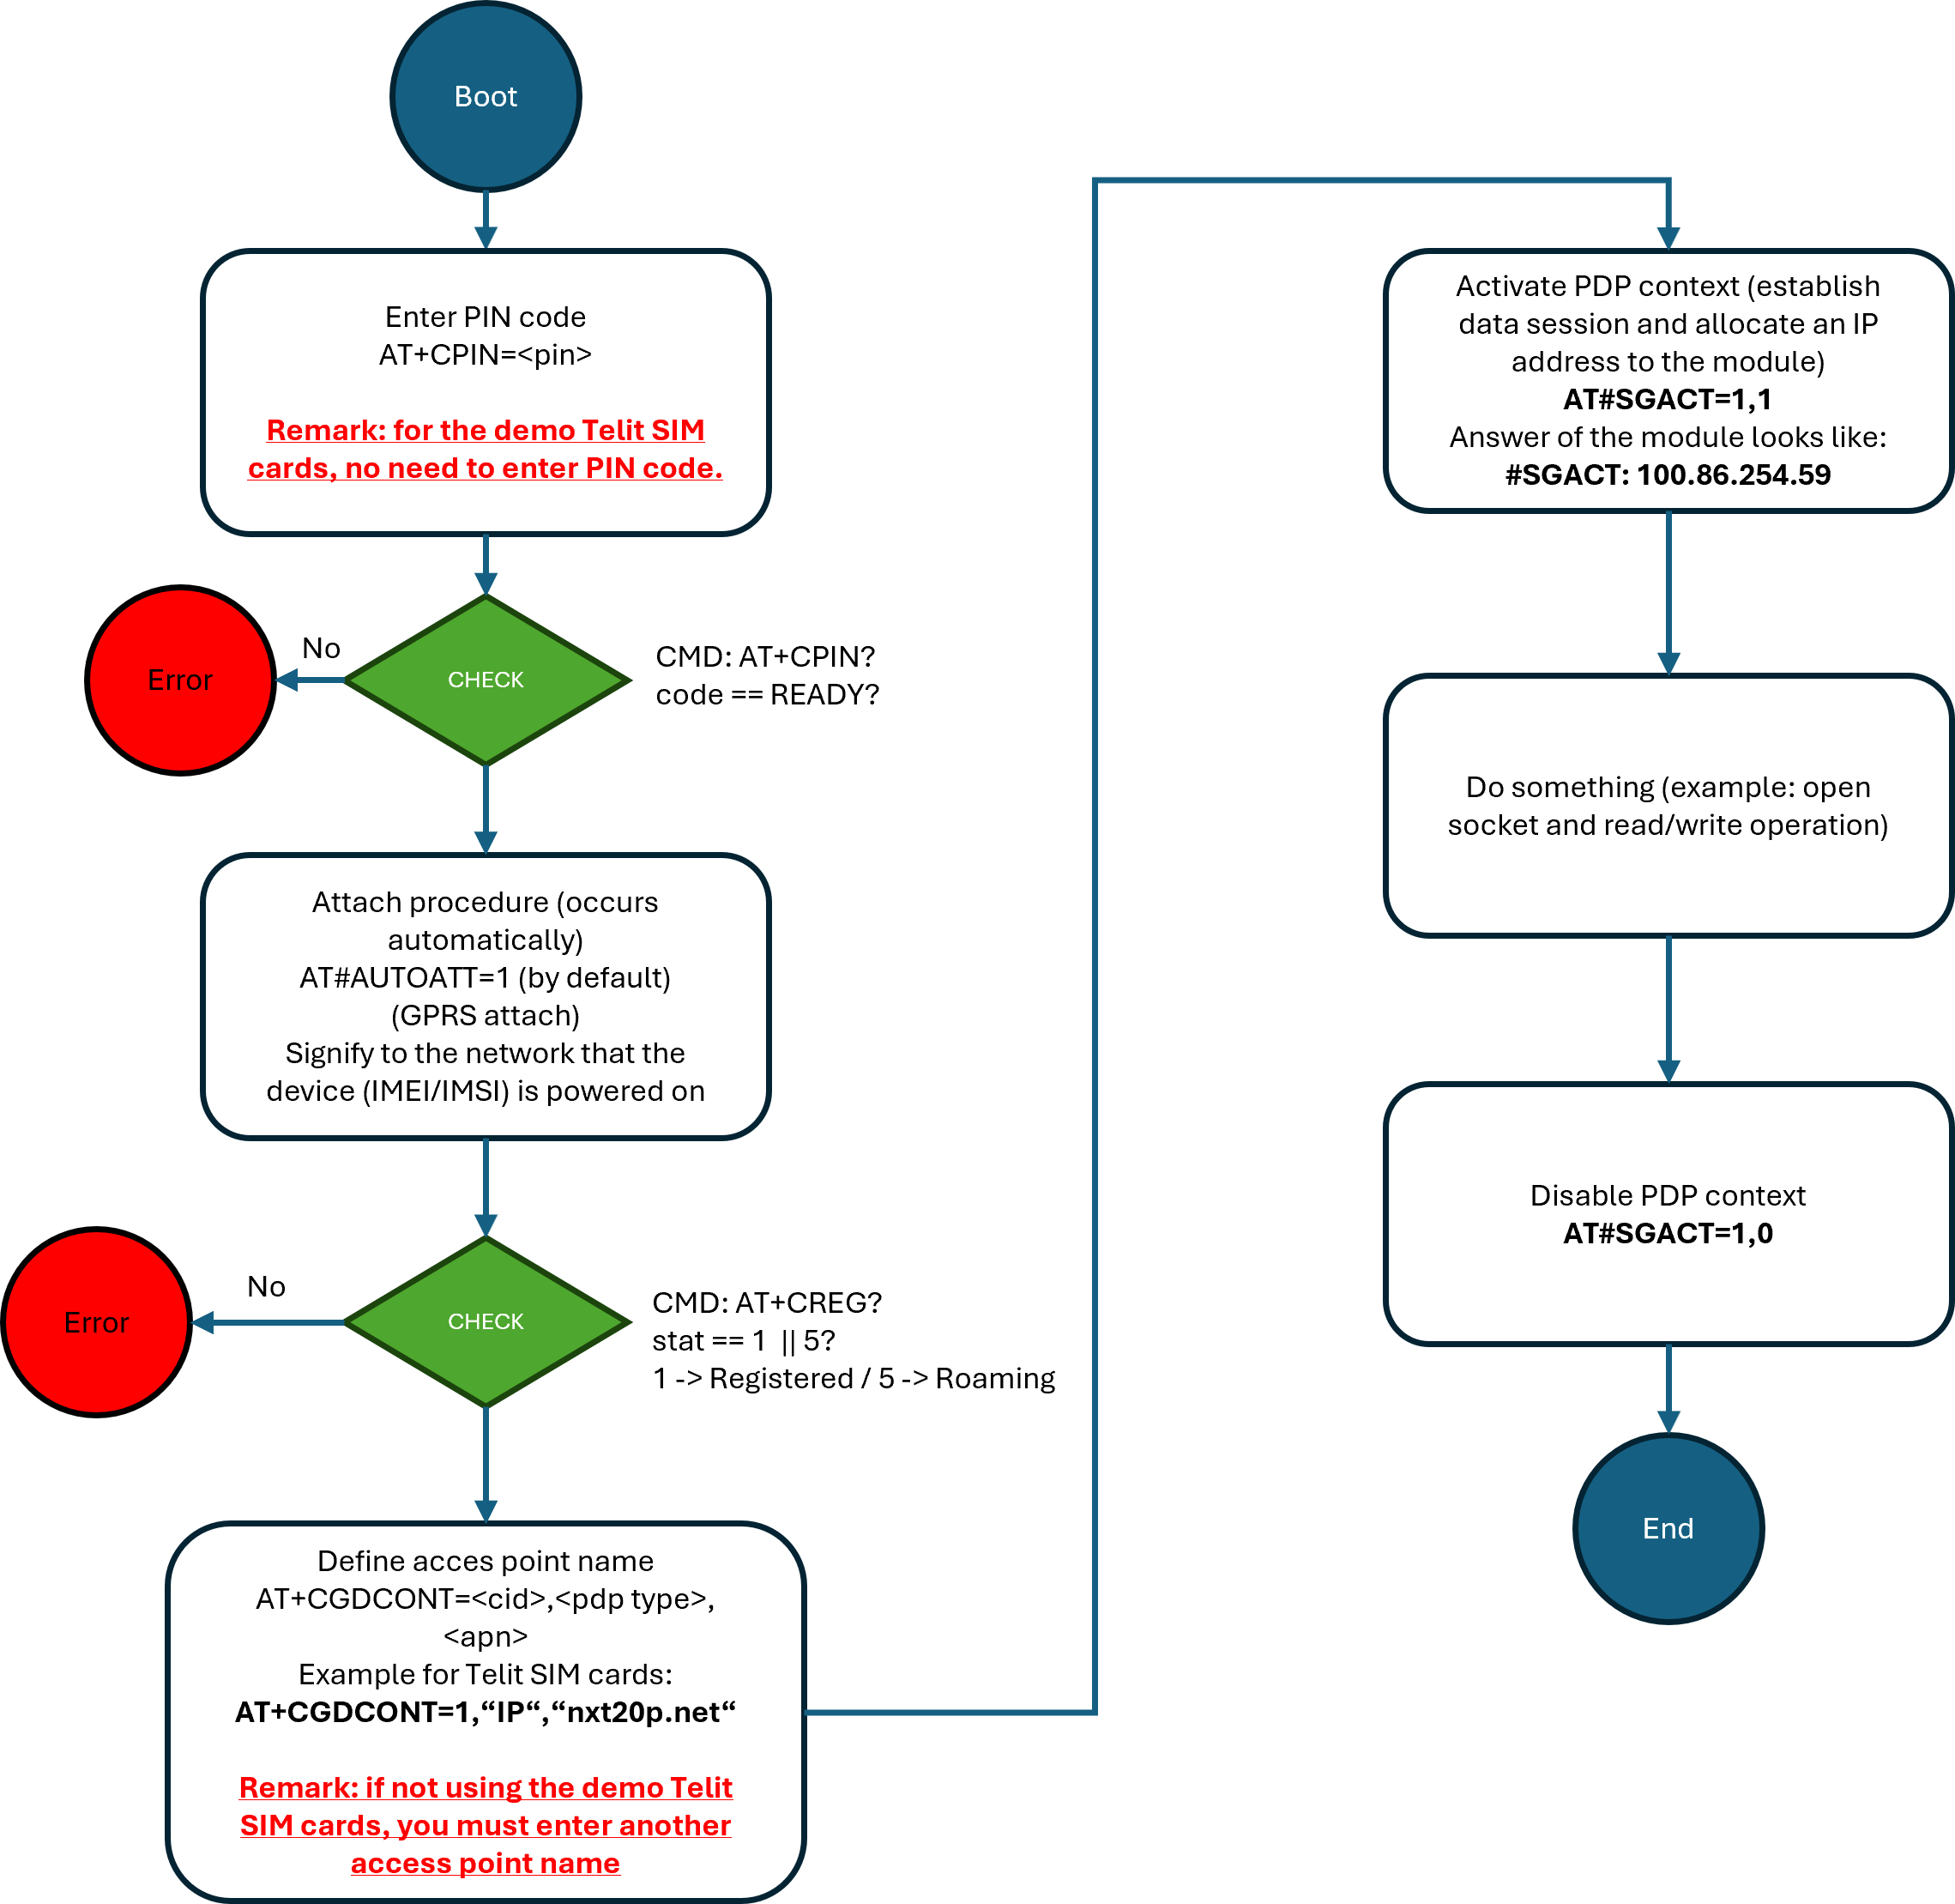 Boot
Enter PIN code
AT+CPIN=<pin>
Remark: for the demo Telit SIM
cards, no need to enter PIN code.
No
Error
CHECK
CMD: AT+CPIN?
code == READY?
Attach procedure (occurs
automatically)
AT#AUTOATT=1 (by default)
(GPRS attach)
Signify to the network that the
device (IMEI/IMSI) is powered on
No
Error
CHECK
CMD: AT+CREG?
stat == 1 || 5?
1 -> Registered / 5 -> Roaming
Define acces point name
AT+CGDCONT=<cid>,<pdp type>,
<apn>
Example for Telit SIM cards:
AT+CGDCONT=1,“IP“,“nxt20p.net“
Remark: if not using the demo Telit
SIM cards, you must enter another
access point name
Activate PDP context (establish
data session and allocate an IP
address to the module)
AT#SGACT=1,1
Answer of the module looks like:
#SGACT: 100.86.254.59
Do something (example: open
socket and read/write operation)
Disable PDP context
AT#SGACT=1,0
End